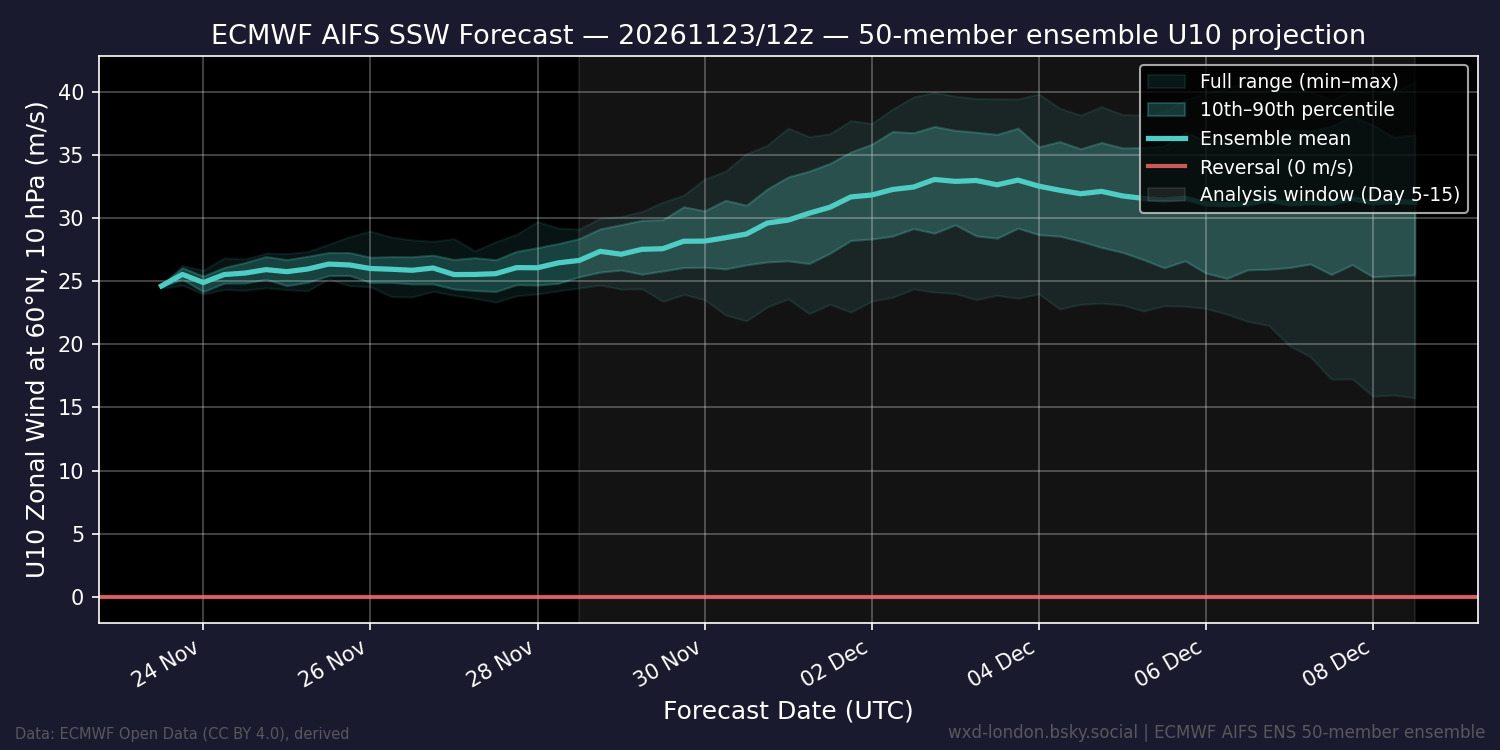 ECMWF AIFS SSW Forecast — 20261123/12z — 50-member ensemble U10 projection
U10 Zonal Wind at 60°N, 10 hPa (m/s)
40
35
30
25
20
15
10
5
0
Full range (min–max)
10th–90th percentile
Ensemble mean
Reversal (0 m/s)
Analysis window (Day 5-15)
24 Nov
26 Nov
28 Nov
30 Nov
02 Dec
04 Dec
06 Dec
08 Dec
Forecast Date (UTC)
Data: ECMWF Open Data (CC BY 4.0), derived
wxd-london.bsky.social | ECMWF AIFS ENS 50-member ensemble